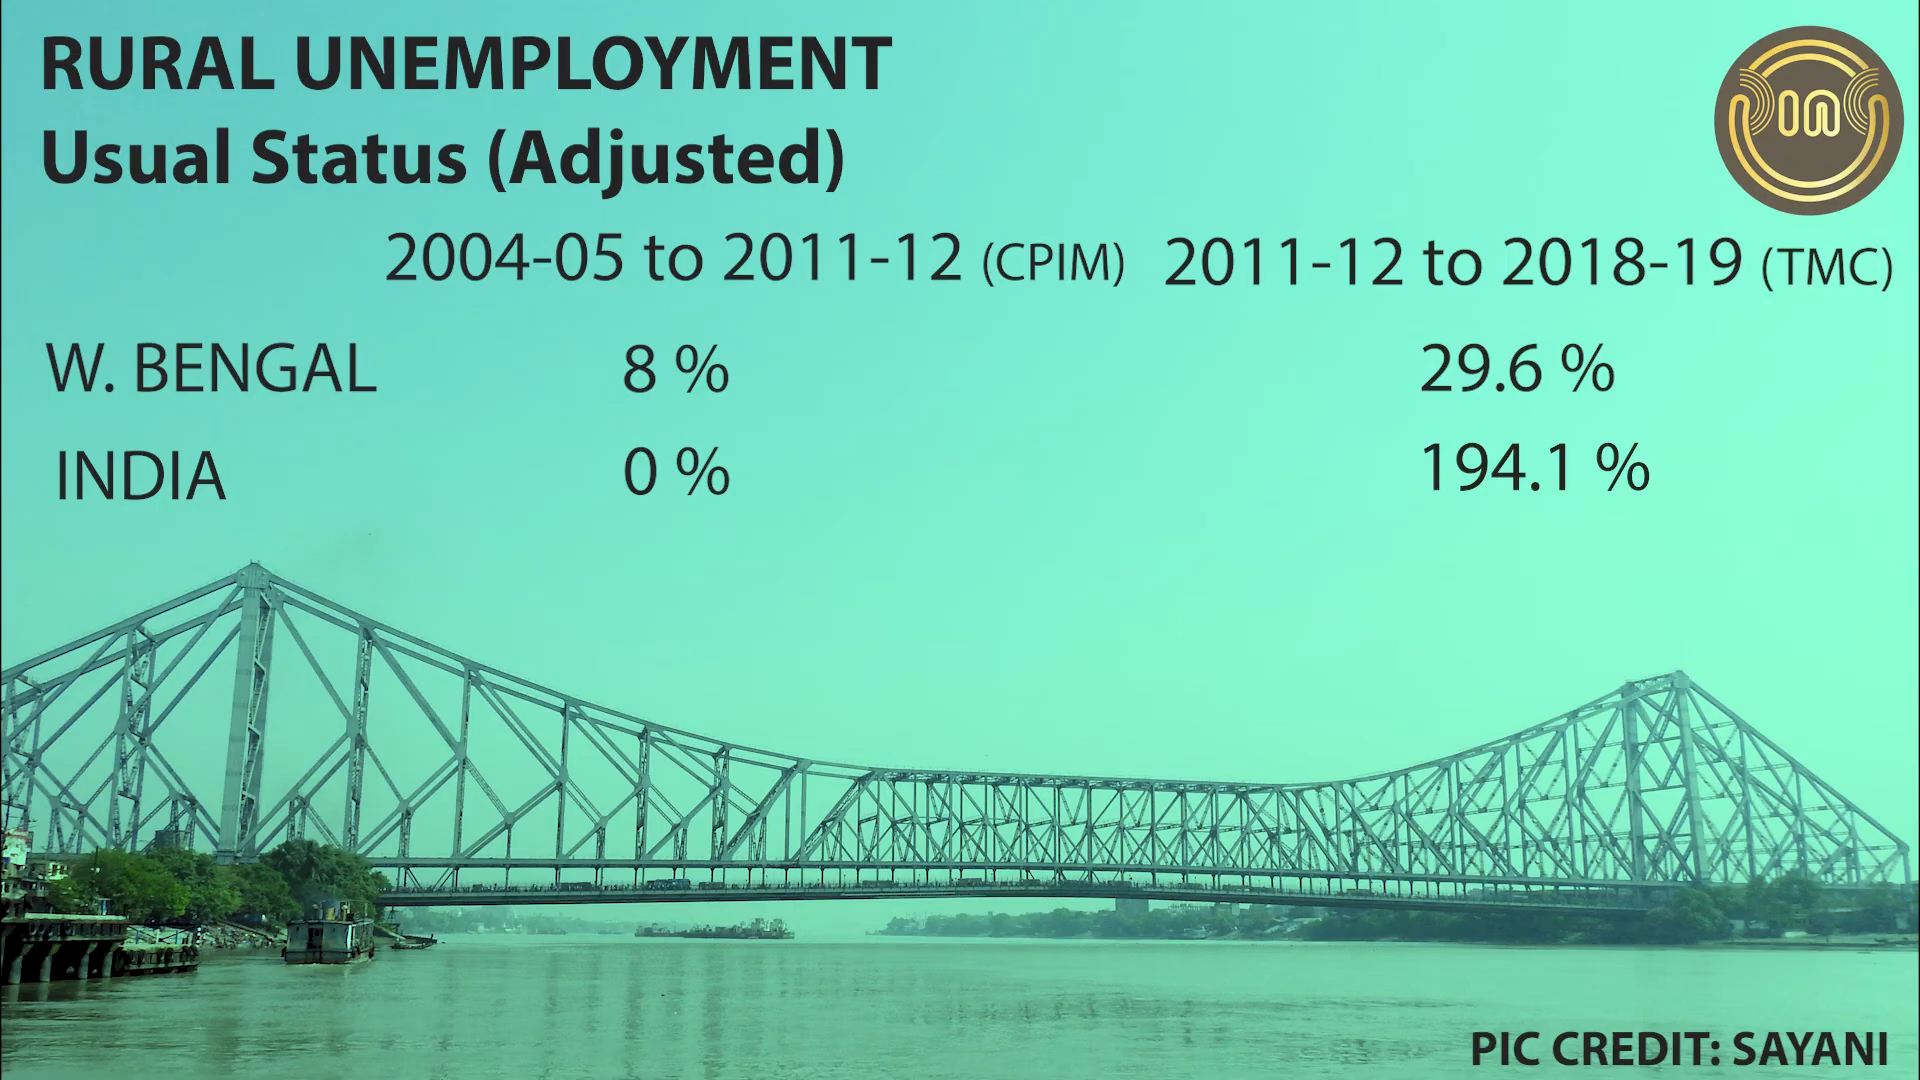 RURAL UNEMPLOYMENT
Usual Status (Adjusted)
2004-05 to 2011-12 (CPIM) 2011-12 to 2018-19 (TMC)
W. BENGAL 8 % 29.6 %
INDIA 0 % 194.1 %
PIC CREDIT: SAYANI